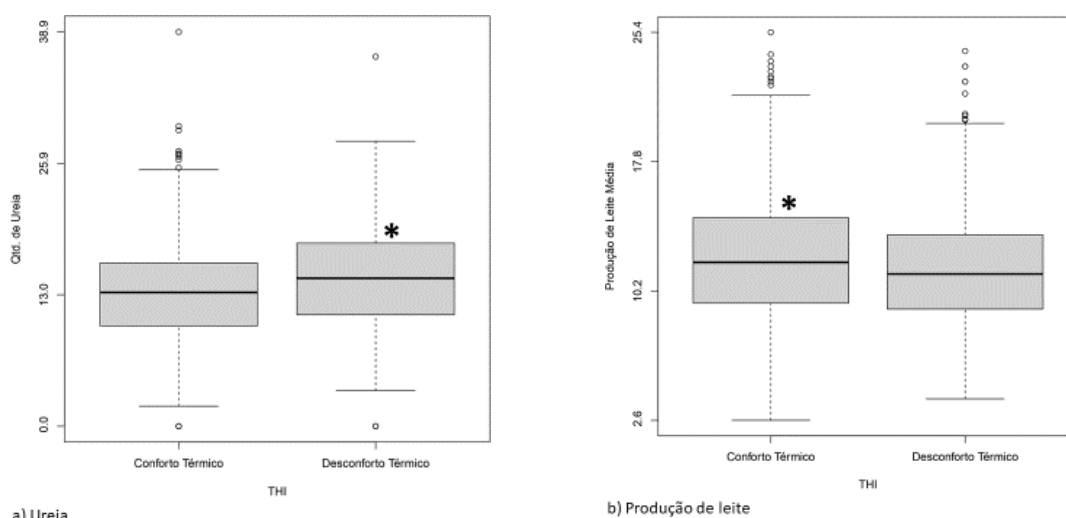 38.9
25.9
13.0
0.0
Qtd. de Ureia
*
Conforto Térmico
Desconforto Térmico
THI
a) Ureia
25.4
17.8
10.2
2.6
Produção de Leite Média
*
Conforto Térmico
Desconforto Térmico
THI
b) Produção de leite